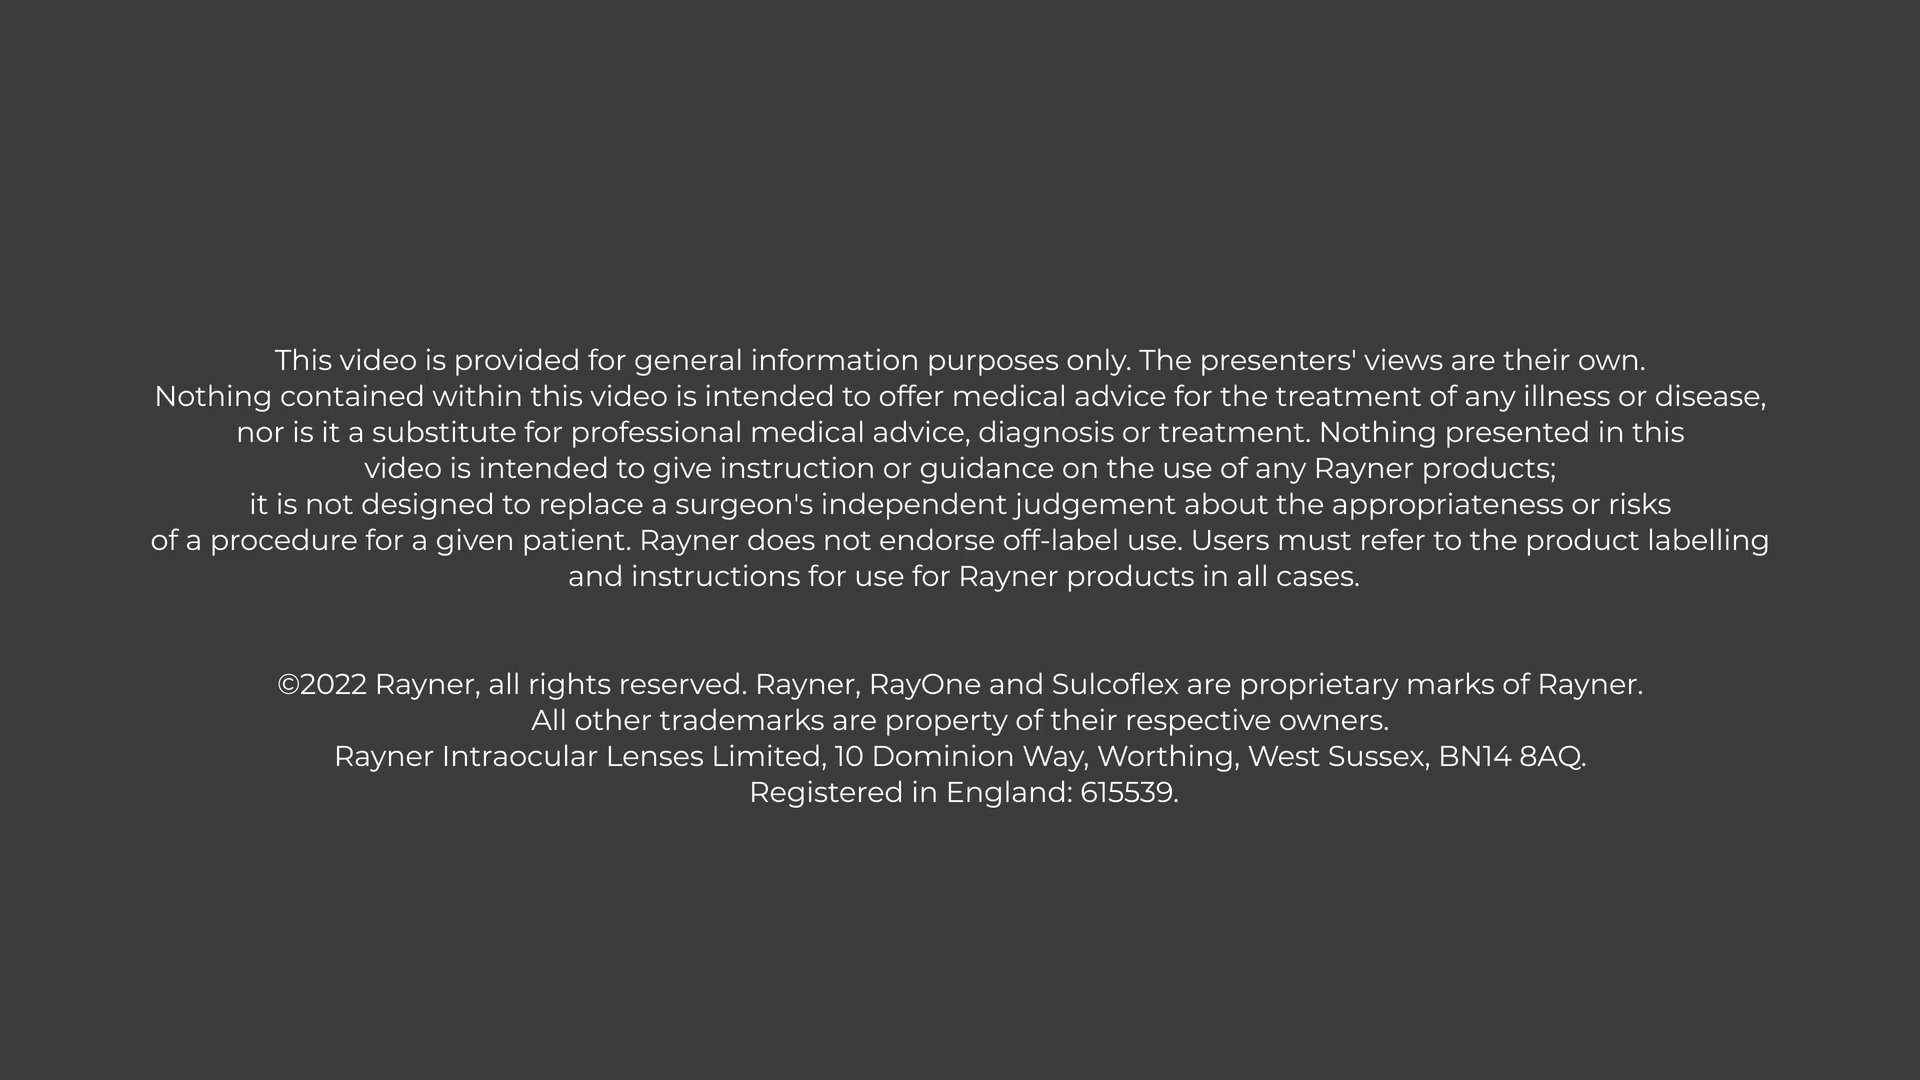 This video is provided for general information purposes only. The presenters' views are their own.
Nothing contained within this video is intended to offer medical advice for the treatment of any illness or disease,
nor is it a substitute for professional medical advice, diagnosis or treatment. Nothing presented in this
video is intended to give instruction or guidance on the use of any Rayner products;
it is not designed to replace a surgeon's independent judgement about the appropriateness or risks
of a procedure for a given patient. Rayner does not endorse off-label use. Users must refer to the product labelling
and instructions for use for Rayner products in all cases.
©2022 Rayner, all rights reserved. Rayner, RayOne and Sulcoflex are proprietary marks of Rayner.
All other trademarks are property of their respective owners.
Rayner Intraocular Lenses Limited, 10 Dominion Way, Worthing, West Sussex, BN14 8AQ.
Registered in England: 615539.